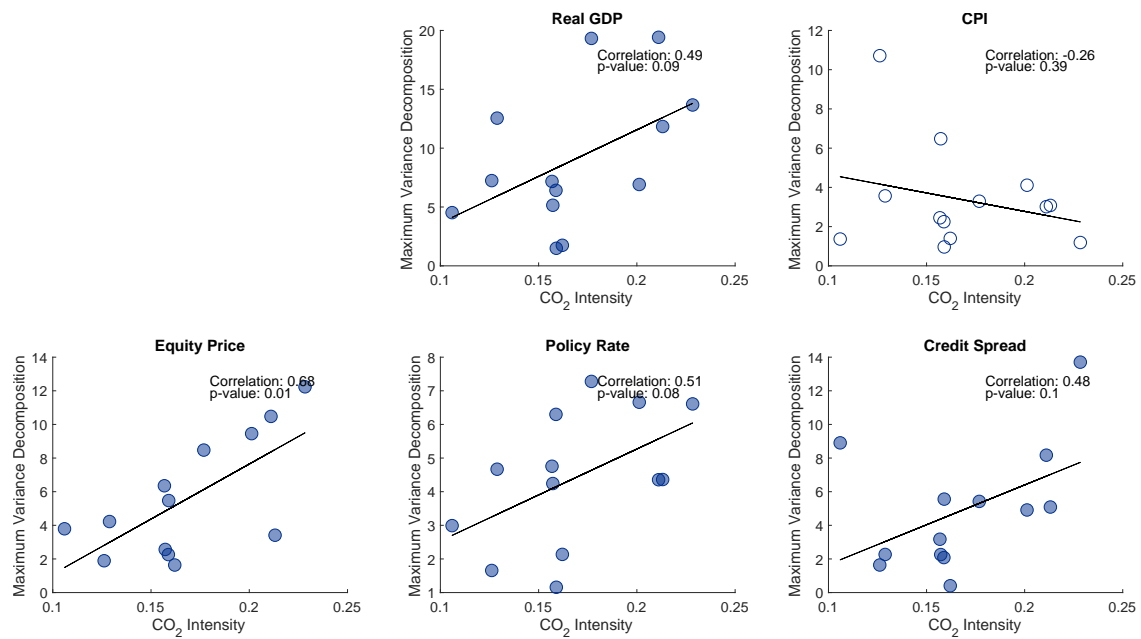 Real GDP
Correlation: 0.49
p-value: 0.09
Maximum Variance Decomposition
20
15
10
5
0
0.1 0.15 0.2 0.25
CO2 Intensity
CPI
Correlation: -0.26
p-value: 0.39
Maximum Variance Decomposition
12
10
8
6
4
2
0
0.1 0.15 0.2 0.25
CO2 Intensity
Equity Price
Correlation: 0.68
p-value: 0.01
Maximum Variance Decomposition
14
12
10
8
6
4
2
0
0.1 0.15 0.2 0.25
CO2 Intensity
Policy Rate
Correlation: 0.51
p-value: 0.08
Maximum Variance Decomposition
8
7
6
5
4
3
2
1
0.1 0.15 0.2 0.25
CO2 Intensity
Credit Spread
Correlation: 0.48
p-value: 0.1
Maximum Variance Decomposition
14
12
10
8
6
4
2
0
0.1 0.15 0.2 0.25
CO2 Intensity